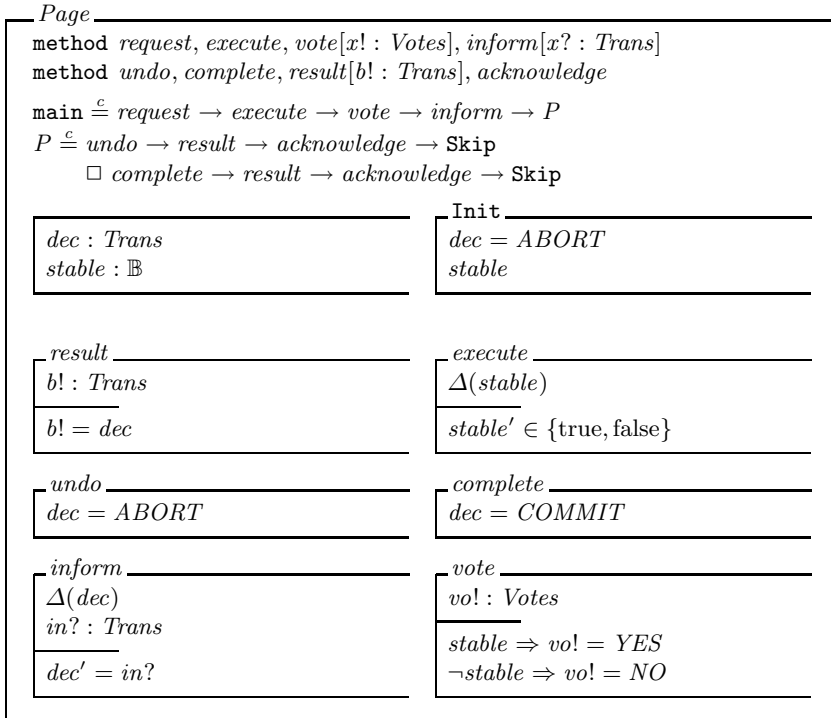 Page
method request, execute, vote[x! : Votes], inform[x? : Trans]
method undo, complete, result[b! : Trans], acknowledge
main c= request → execute → vote → inform → P
P c= undo → result → acknowledge → Skip
□ complete → result → acknowledge → Skip
dec : Trans
stable : 𝔹
Init
dec = ABORT
stable
result
b! : Trans
b! = dec
execute
Δ(stable)
stable′ ∈ {true, false}
undo
dec = ABORT
complete
dec = COMMIT
inform
Δ(dec)
in? : Trans
dec′ = in?
vote
vo! : Votes
stable ⇒ vo! = YES
¬stable ⇒ vo! = NO